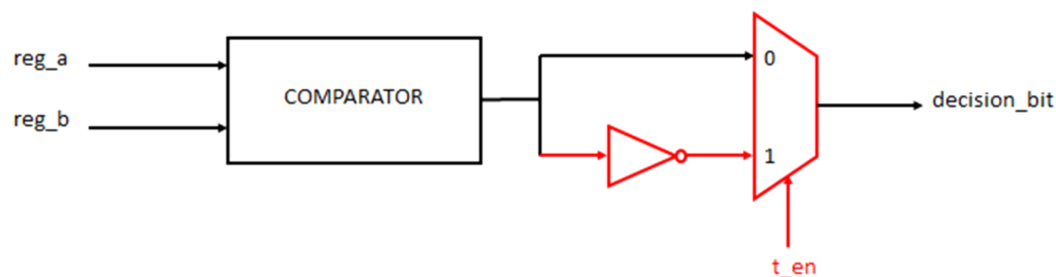 reg_a
reg_b
COMPARATOR
0
1
decision_bit
t_en